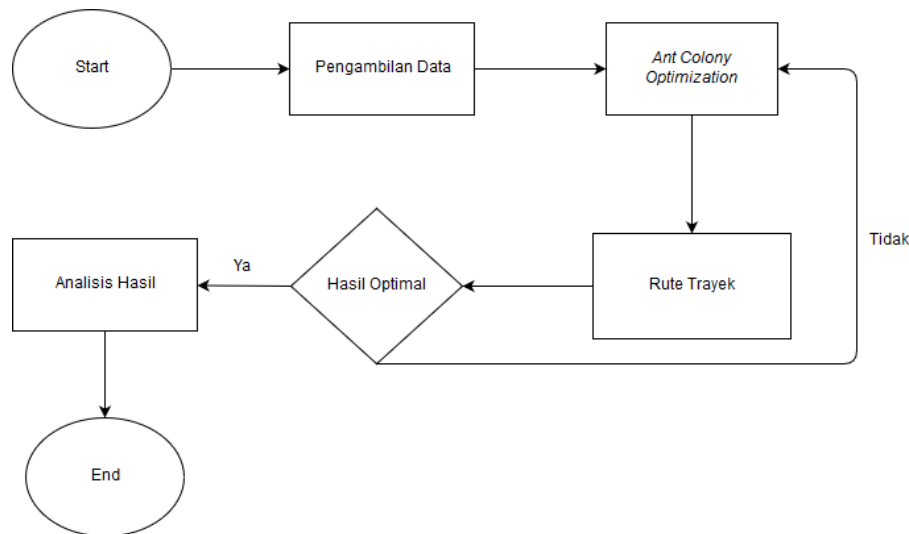 Start
Pengambilan Data
Ant Colony
Optimization
Tidak
Rute Trayek
Hasil Optimal
Ya
Analisis Hasil
End